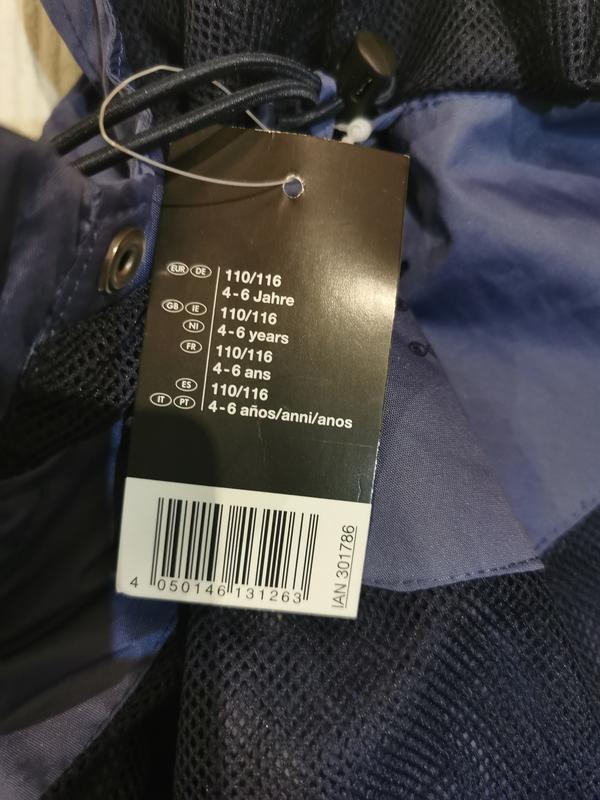 EUR DE 110/116
4-6 Jahre
GB IE 110/116
NI 4-6 years
FR 110/116
4-6 ans
ES 110/116
IT PT 4-6 años/anni/anos
4 050146 131263
IAN 301786